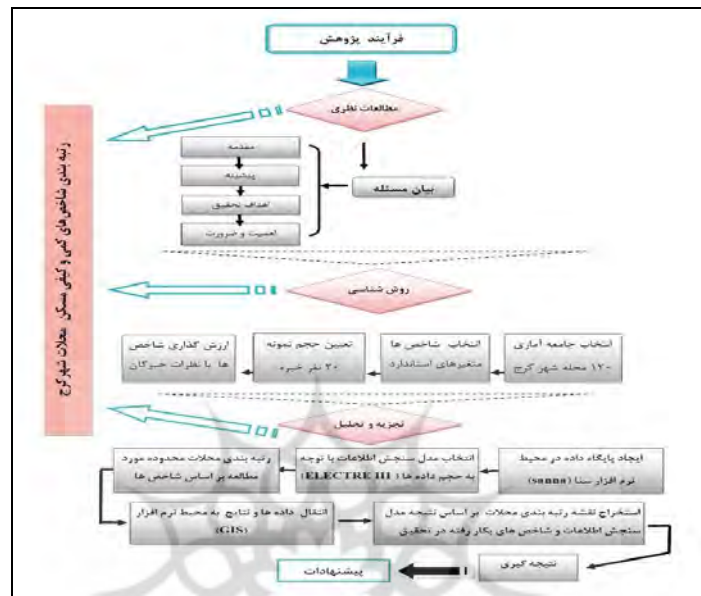 فرآیند پژوهش
مطالعات نظری
مقدمه
پیشینه
بیان مسئله
اهداف تحقیق
اهمیت و ضرورت
رتبه بندی شاخص‌های کمی و کیفی مسکن محلات شهر کرج
روش شناسی
انتخاب جامعه آماری
۱۲۰ محله شهر کرج
انتخاب شاخص ها
متغیرهای استاندارد
تعیین حجم نمونه
۳۰ نفر خبره
ارزش گذاری شاخص
ها با نظرات خبرگان
تجزیه و تحلیل
ایجاد پایگاه داده در محیط
نرم افزار سنا (sanna)
انتخاب مدل سنجش اطلاعات با توجه
به حجم داده ها (ELECTRE III)
رتبه بندی محلات محدوده مورد
مطالعه بر اساس شاخص ها
استخراج نقشه رتبه بندی محلات بر اساس نتیجه مدل
سنجش اطلاعات و شاخص های بکار رفته در تحقیق
انتقال داده ها و نتایج به محیط نرم افزار
(GIS)
نتیجه گیری
پیشنهادات